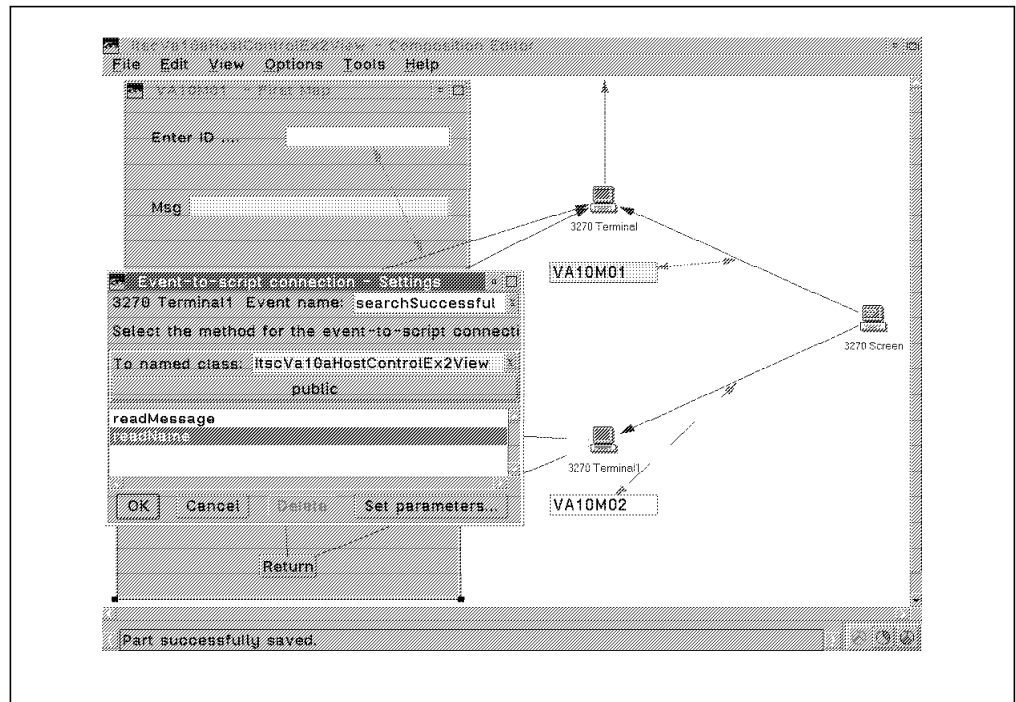 ItscVa10aHostControlEx2View - Composition Editor
File Edit View Options Tools Help
VA10M01 - First Map
Enter ID ....
Msg
3270 Terminal
VA10M01
3270 Screen
Event-to-script connection - Settings
3270 Terminal1 Event name: searchSuccessful
Select the method for the event-to-script connecti
To named class: ItscVa10aHostControlEx2View
public
readMessage
readName
3270 Terminal1
OK Cancel Delete Set parameters...
VA10M02
Return
Part successfully saved.